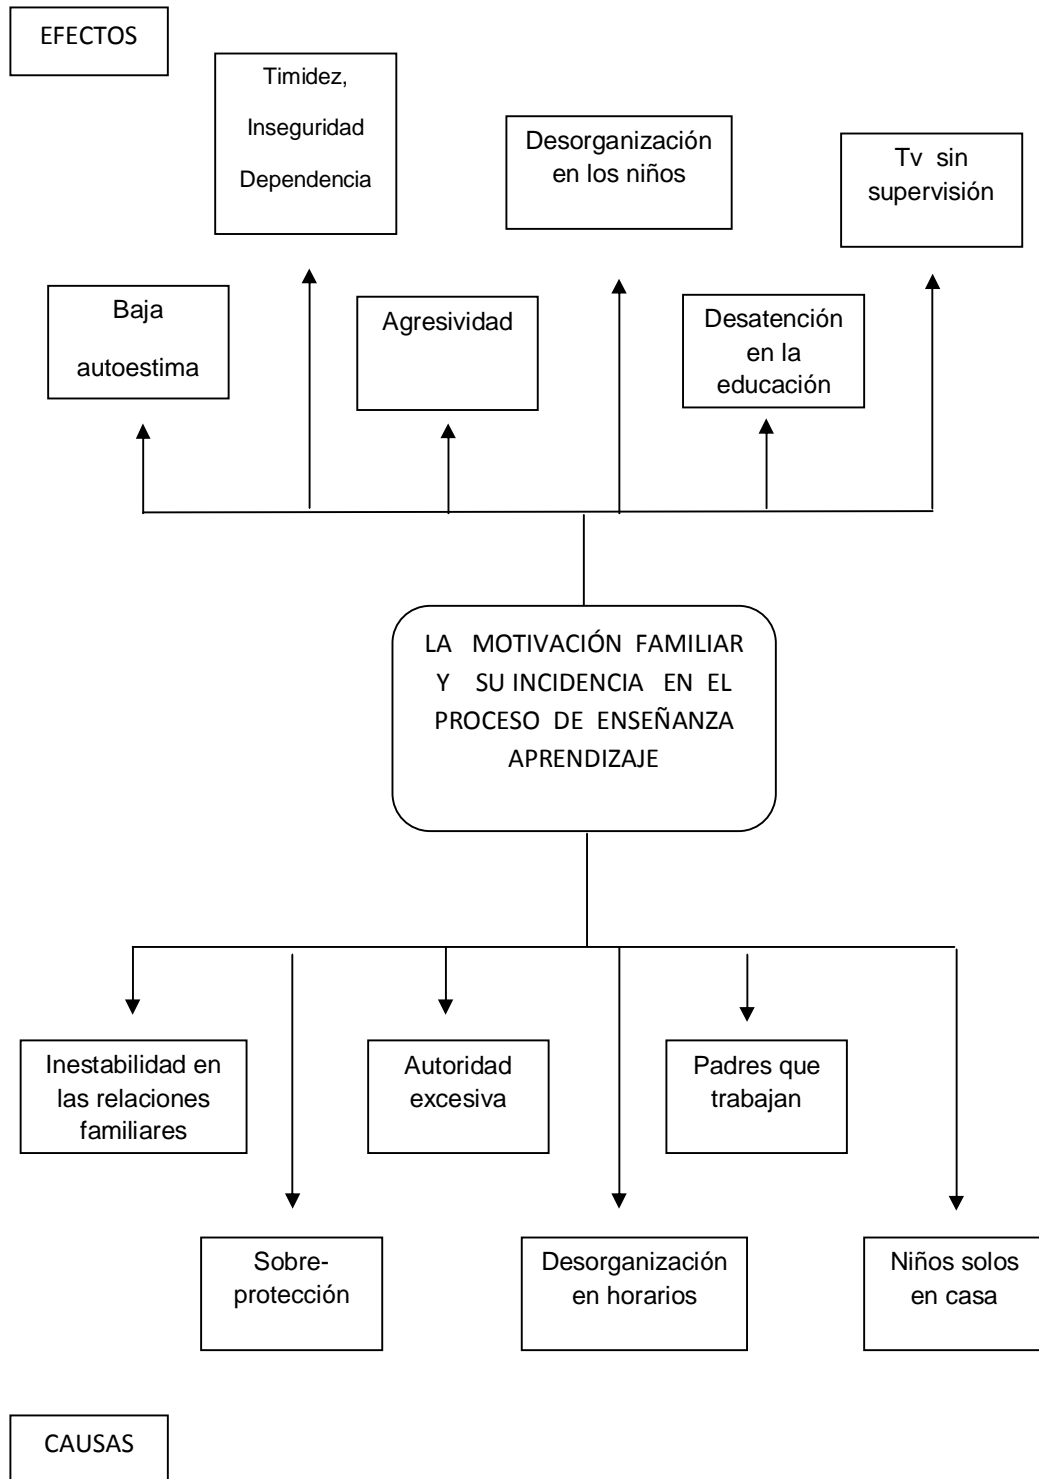 EFECTOS
Timidez,
Inseguridad
Dependencia
Desorganización
en los niños
Tv sin
supervisión
Baja
autoestima
Agresividad
Desatención
en la
educación
LA MOTIVACIÓN FAMILIAR
Y SU INCIDENCIA EN EL
PROCESO DE ENSEÑANZA
APRENDIZAJE
Inestabilidad en
las relaciones
familiares
Autoridad
excesiva
Padres que
trabajan
Sobre-
protección
Desorganización
en horarios
Niños solos
en casa
CAUSAS